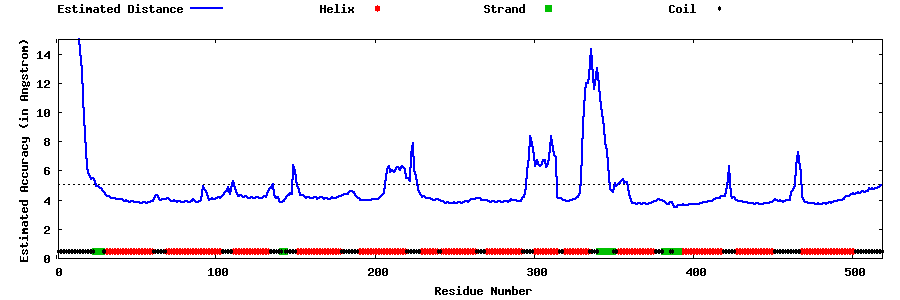 Estimated Distance Helix Strand Coil
Estimated Accuracy (in Angstrom)
14
12
10
8
6
4
2
0
0 100 200 300 400 500
Residue Number